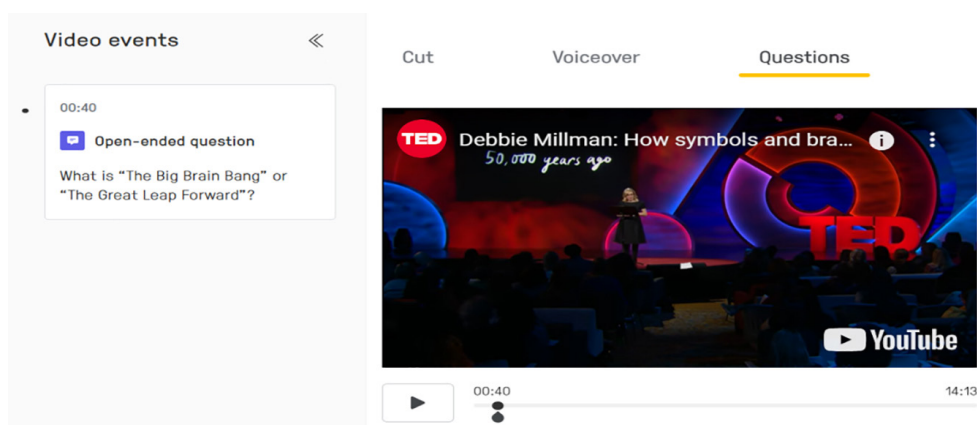 Video events
00:40
Open-ended question
What is “The Big Brain Bang” or
“The Great Leap Forward”?
Cut
Voiceover
Questions
TED
Debbie Millman: How symbols and bra...
50,000 years ago
TED
YouTube
00:40
14:13